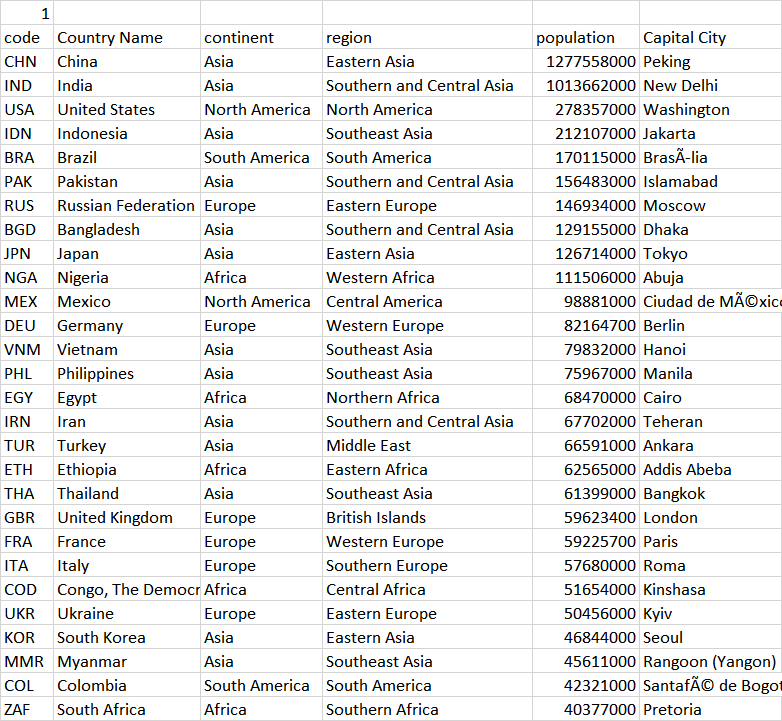 1
code Country Name continent region population Capital City
CHN China Asia Eastern Asia 1277558000 Peking
IND India Asia Southern and Central Asia 1013662000 New Delhi
USA United States North America North America 278357000 Washington
IDN Indonesia Asia Southeast Asia 212107000 Jakarta
BRA Brazil South America South America 170115000 BrasÃ-lia
PAK Pakistan Asia Southern and Central Asia 156483000 Islamabad
RUS Russian Federation Europe Eastern Europe 146934000 Moscow
BGD Bangladesh Asia Southern and Central Asia 129155000 Dhaka
JPN Japan Asia Eastern Asia 126714000 Tokyo
NGA Nigeria Africa Western Africa 111506000 Abuja
MEX Mexico North America Central America 98881000 Ciudad de MÃ©xico
DEU Germany Europe Western Europe 82164700 Berlin
VNM Vietnam Asia Southeast Asia 79832000 Hanoi
PHL Philippines Asia Southeast Asia 75967000 Manila
EGY Egypt Africa Northern Africa 68470000 Cairo
IRN Iran Asia Southern and Central Asia 67702000 Teheran
TUR Turkey Asia Middle East 66591000 Ankara
ETH Ethiopia Africa Eastern Africa 62565000 Addis Abeba
THA Thailand Asia Southeast Asia 61399000 Bangkok
GBR United Kingdom Europe British Islands 59623400 London
FRA France Europe Western Europe 59225700 Paris
ITA Italy Europe Southern Europe 57680000 Roma
COD Congo, The Democr Africa Central Africa 51654000 Kinshasa
UKR Ukraine Europe Eastern Europe 50456000 Kyiv
KOR South Korea Asia Eastern Asia 46844000 Seoul
MMR Myanmar Asia Southeast Asia 45611000 Rangoon (Yangon)
COL Colombia South America South America 42321000 SantafÃ© de Bogot
ZAF South Africa Africa Southern Africa 40377000 Pretoria